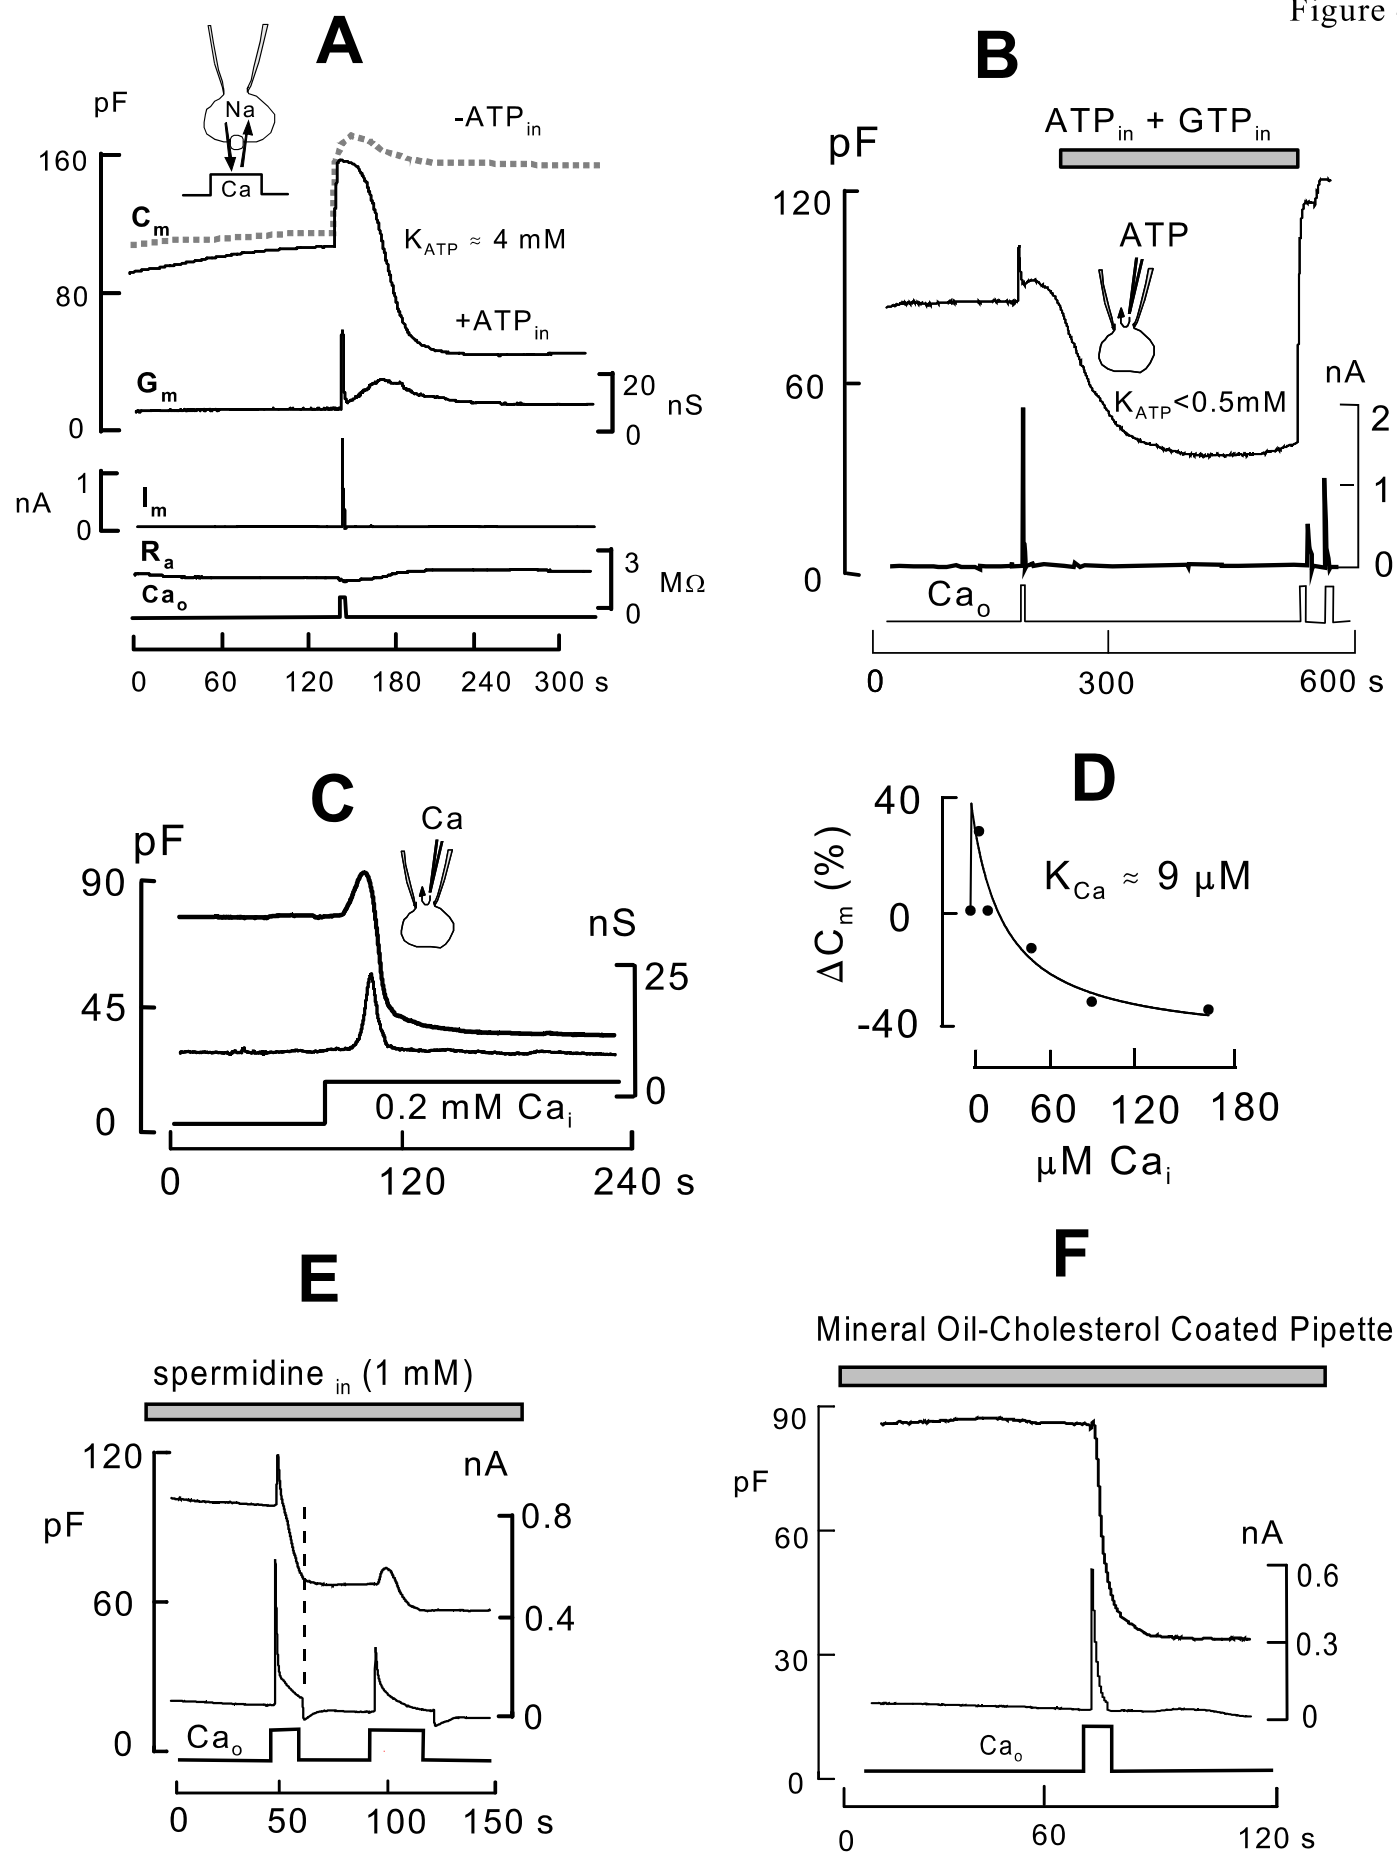 Figure
A
pF
Na
Ca
160
80
0
-ATPin
Cm
KATP ≈ 4 mM
+ATPin
Gm
20
0
nS
nA
1
0
Im
Ra
3
0
MΩ
Cao
0 60 120 180 240 300 s
B
ATPin + GTPin
pF
120
60
0
ATP
KATP<0.5mM
nA
2
1
0
Cao
0 300 600 s
C
pF
90
45
0
Ca
nS
25
0
0.2 mM Cai
0 120 240 s
D
40
0
-40
ΔCm (%)
KCa ≈ 9 µM
0 60 120 180
µM Cai
E
spermidine in (1 mM)
120
60
0
pF
nA
0.8
0.4
0
Cao
0 50 100 150 s
F
Mineral Oil-Cholesterol Coated Pipette
90
60
30
0
pF
nA
0.6
0.3
0
Cao
0 60 120 s